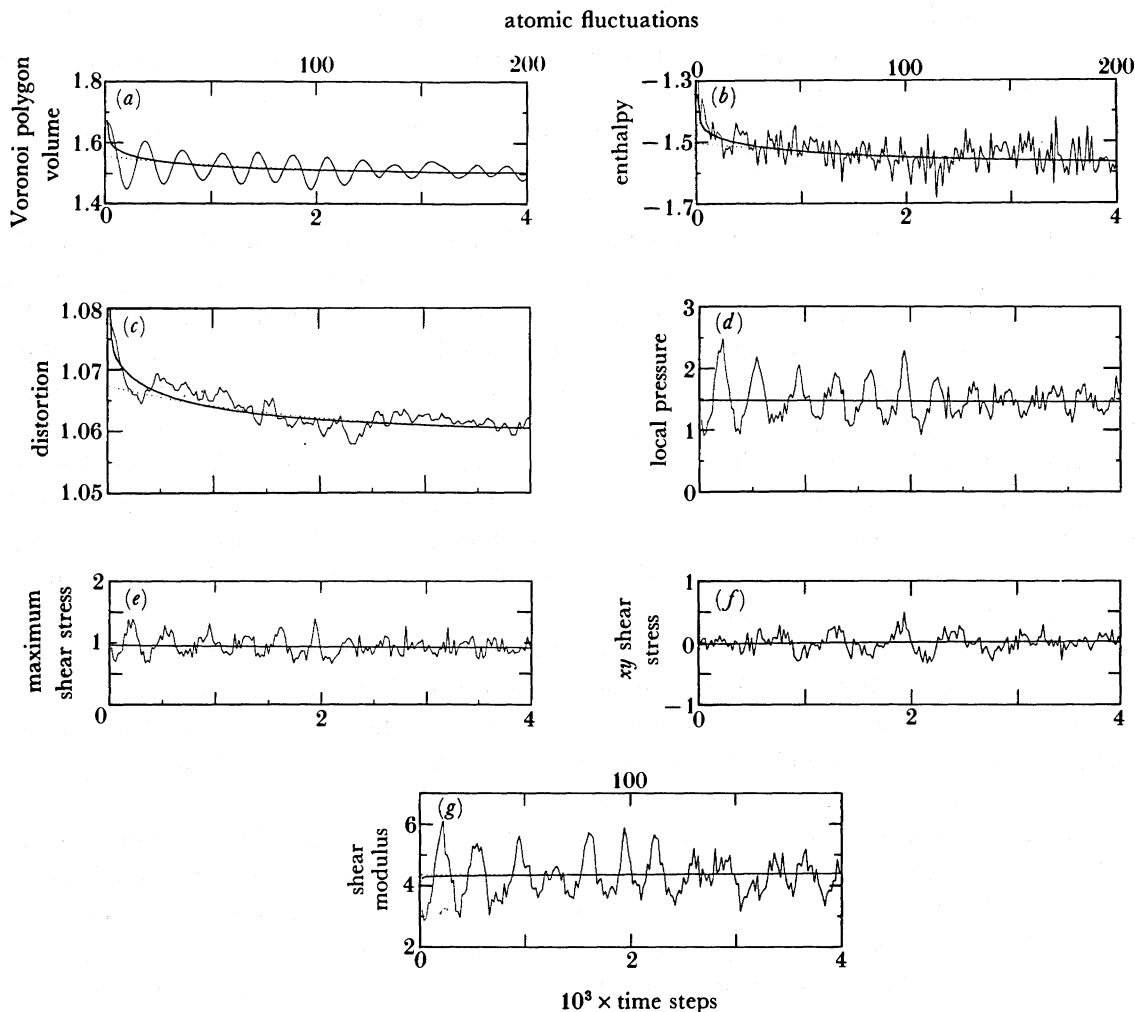 atomic fluctuations
0 100 200
1.8
1.6
1.4
(a)
Voronoi polygon
volume
0 2 4
0 100 200
−1.3
−1.5
−1.7
(b)
enthalpy
0 2 4
1.08
1.07
1.06
1.05
(c)
distortion
3
2
1
0
(d)
local pressure
2
1
0
(e)
maximum
shear stress
2 4
1
0
−1
(f)
xy shear
stress
0 2 4
100
6
4
2
(g)
shear
modulus
0 2 4
10³ × time steps